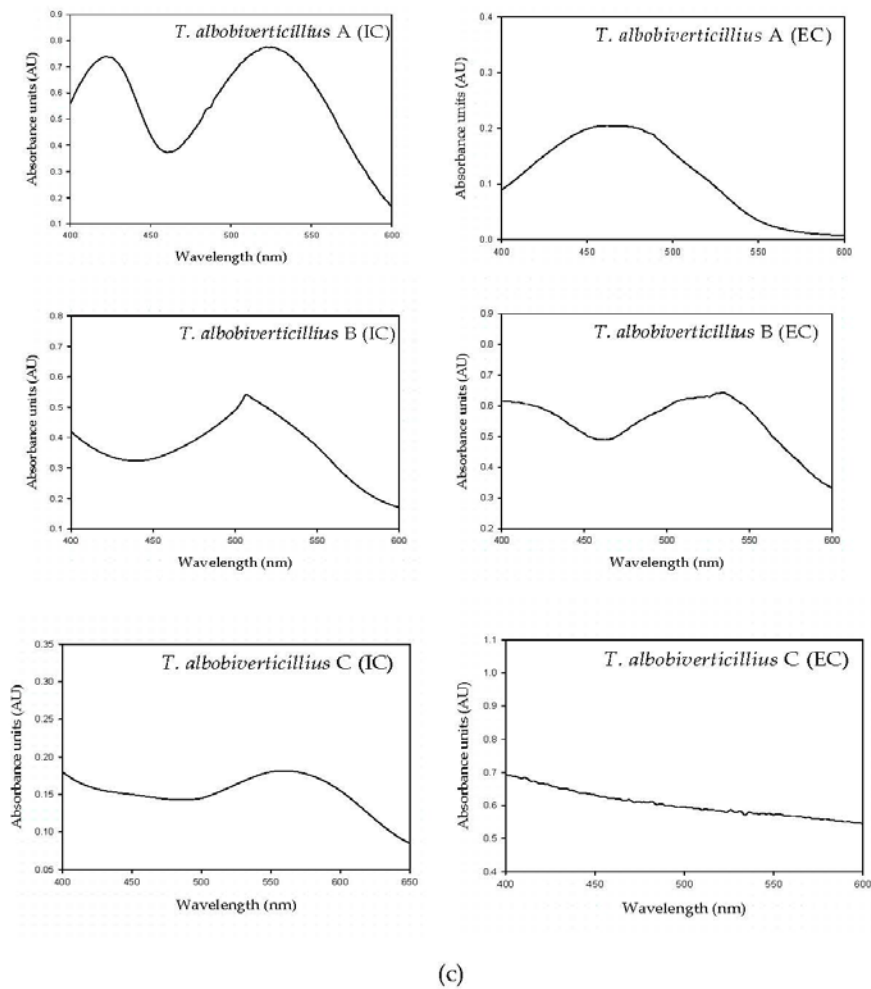 T. albobiverticillius A (IC)
0.9
0.8
0.7
0.6
0.5
0.4
0.3
0.2
0.1
Absorbance units (AU)
400 450 500 550 600
Wavelength (nm)
T. albobiverticillius A (EC)
0.4
0.3
0.2
0.1
0.0
Absorbance units (AU)
400 450 500 550 600
Wavelength (nm)
T. albobiverticillius B (IC)
0.8
0.7
0.6
0.5
0.4
0.3
0.2
0.1
Absorbance units (AU)
400 450 500 550 600
Wavelength (nm)
T. albobiverticillius B (EC)
0.9
0.8
0.7
0.6
0.5
0.4
0.3
0.2
Absorbance units (AU)
400 450 500 550 600
Wavelength (nm)
T. albobiverticillius C (IC)
0.35
0.30
0.25
0.20
0.15
0.10
0.05
Absorbance units (AU)
400 450 500 550 600 650
Wavelength (nm)
T. albobiverticillius C (EC)
1.1
1.0
0.9
0.8
0.7
0.6
0.5
0.4
Absorbance units (AU)
400 450 500 550 600
Wavelength (nm)
(c)